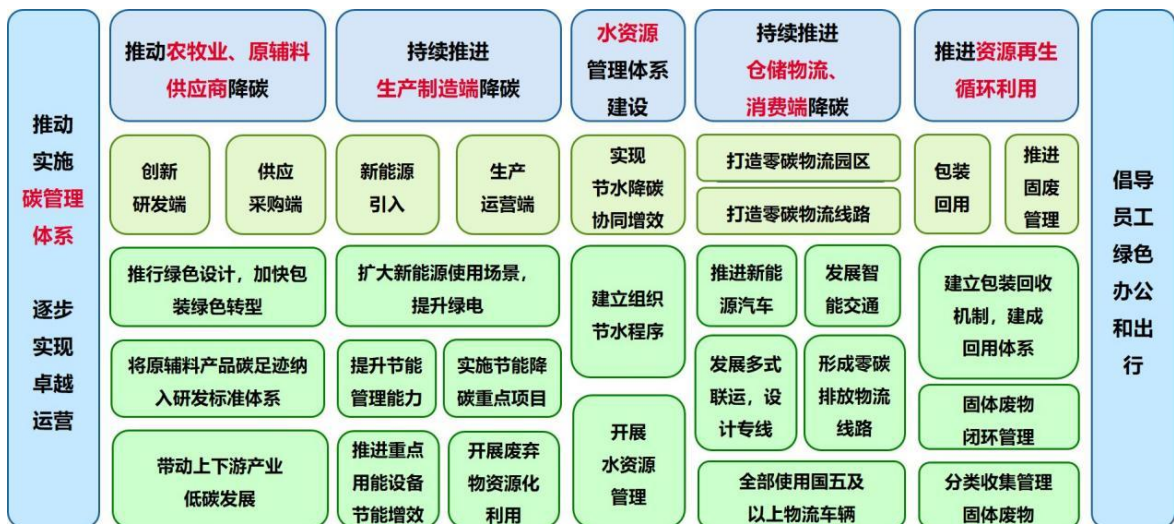 推动
实施
碳管理
体系
逐步
实现
卓越
运营
推动农牧业、原辅料
供应商降碳
创新
研发端
供应
采购端
推行绿色设计，加快包
装绿色转型
将原辅料产品碳足迹纳
入研发标准体系
带动上下游产业
低碳发展
持续推进
生产制造端降碳
新能源
引入
生产
运营端
扩大新能源使用场景，
提升绿电
提升节能
管理能力
实施节能降
碳重点项目
推进重点
用能设备
节能增效
开展废弃
物资源化
利用
水资源
管理体系
建设
实现
节水降碳
协同增效
建立组织
节水程序
开展
水资源
管理
持续推进
仓储物流、
消费端降碳
打造零碳物流园区
打造零碳物流线路
推进新能
源汽车
发展智
能交通
发展多式
联运，设
计专线
形成零碳
排放物流
线路
全部使用国五及
以上物流车辆
推进资源再生
循环利用
包装
回用
推进
固废
管理
建立包装回收
机制，建成
回用体系
固体废物
闭环管理
分类收集管理
固体废物
倡导
员工
绿色
办公
和出
行